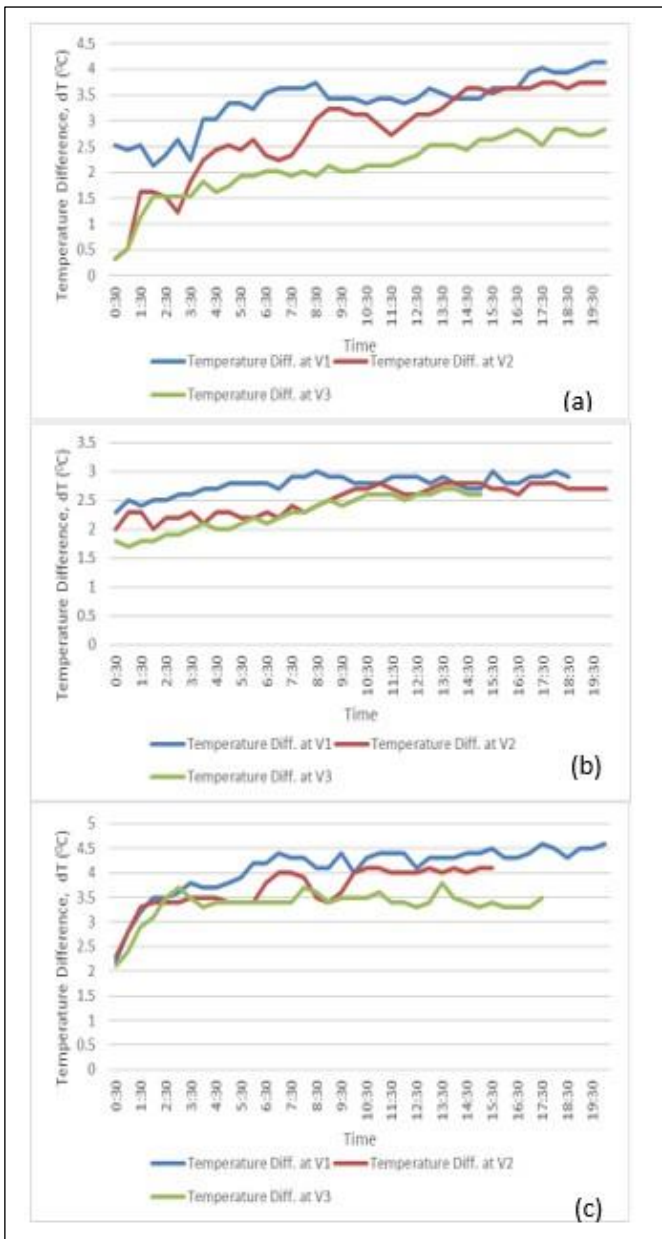 4.5
4
3.5
3
2.5
2
1.5
1
0.5
0
Temperature Difference, dT (⁰C)
0:30 1:30 2:30 3:30 4:30 5:30 6:30 7:30 8:30 9:30 10:30 11:30 12:30 13:30 14:30 15:30 16:30 17:30 18:30 19:30
Time
Temperature Diff. at V1 Temperature Diff. at V2
Temperature Diff. at V3
(a)
3.5
3
2.5
2
1.5
1
0.5
0
Temperature Difference, dT (⁰C)
0:30 1:30 2:30 3:30 4:30 5:30 6:30 7:30 8:30 9:30 10:30 11:30 12:30 13:30 14:30 15:30 16:30 17:30 18:30 19:30
Time
Temperature Diff. at V1 Temperature Diff. at V2
Temperature Diff. at V3
(b)
5
4.5
4
3.5
3
2.5
2
1.5
1
0.5
0
Temperature Difference, dT (⁰C)
0:30 1:30 2:30 3:30 4:30 5:30 6:30 7:30 8:30 9:30 10:30 11:30 12:30 13:30 14:30 15:30 16:30 17:30 18:30 19:30
Time
Temperature Diff. at V1 Temperature Diff. at V2
Temperature Diff. at V3
(c)